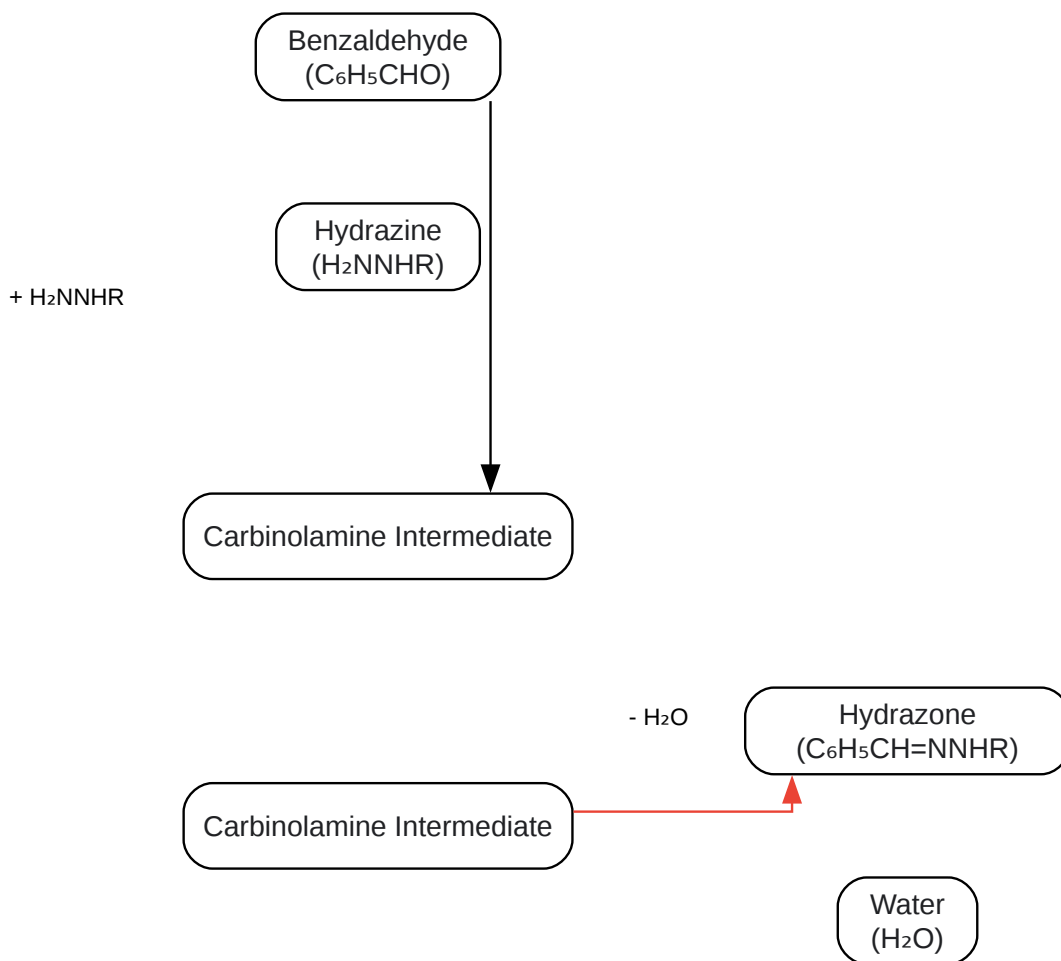 Benzaldehyde
(C₆H₅CHO)
Hydrazine
(H₂NNHR)
+ H₂NNHR
Carbinolamine Intermediate
- H₂O
Hydrazone
(C₆H₅CH=NNHR)
Carbinolamine Intermediate
Water
(H₂O)